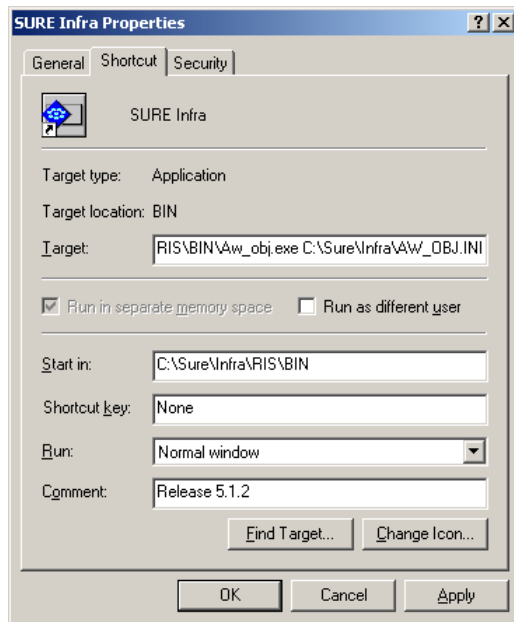 SURE Infra Properties
General Shortcut Security
SURE Infra
Target type: Application
Target location: BIN
Target: RIS\BIN\Aw_obj.exe C:\Sure\Infra\AW_OBJ.INI
Run in separate memory space Run as different user
Start in: C:\Sure\Infra\RIS\BIN
Shortcut key: None
Run: Normal window
Comment: Release 5.1.2
Find Target... Change Icon...
OK Cancel Apply